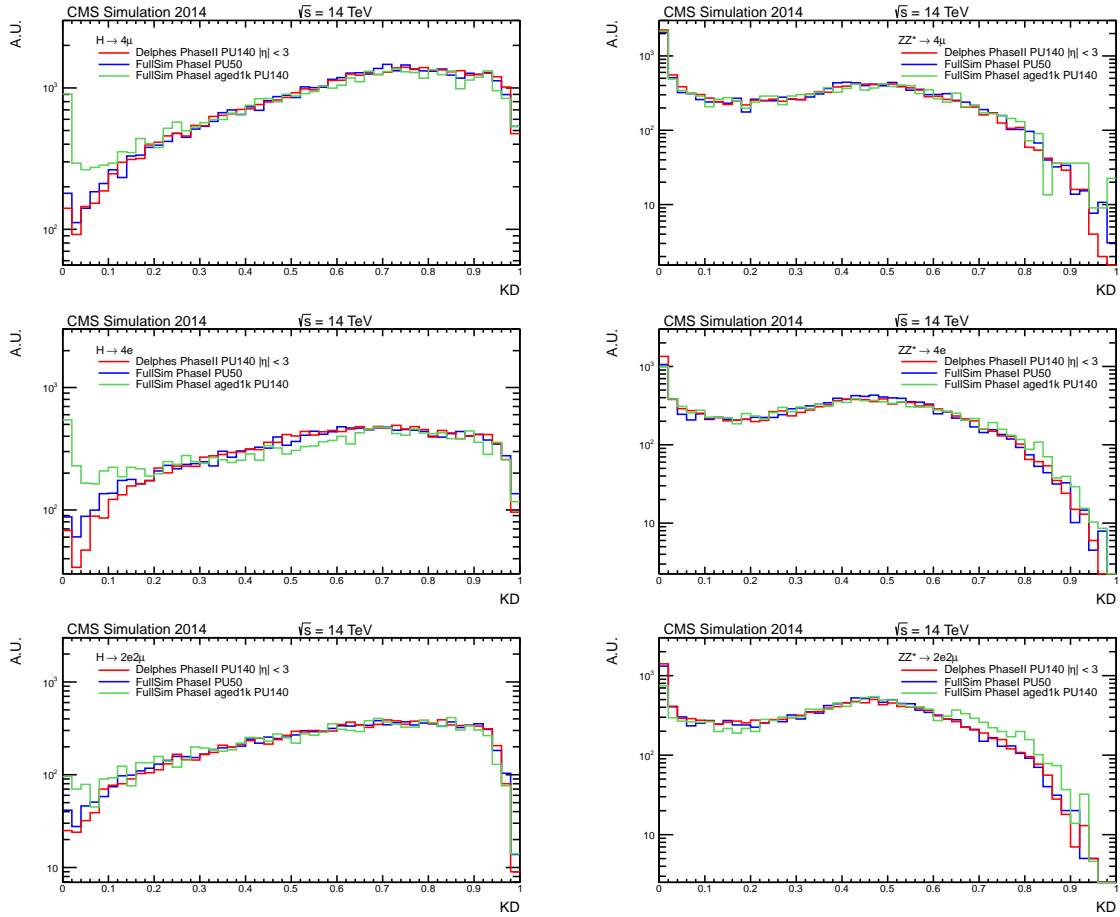 CMS Simulation 2014 √s = 14 TeV
A.U.
H → 4μ
Delphes PhaseII PU140 |η| < 3
FullSim PhaseI PU50
FullSim PhaseI aged1k PU140
10³
10²
0 0.1 0.2 0.3 0.4 0.5 0.6 0.7 0.8 0.9 1
KD
CMS Simulation 2014 √s = 14 TeV
A.U.
ZZ* → 4μ
Delphes PhaseII PU140 |η| < 3
FullSim PhaseI PU50
FullSim PhaseI aged1k PU140
10³
10²
10
0 0.1 0.2 0.3 0.4 0.5 0.6 0.7 0.8 0.9 1
KD
CMS Simulation 2014 √s = 14 TeV
A.U.
H → 4e
Delphes PhaseII PU140 |η| < 3
FullSim PhaseI PU50
FullSim PhaseI aged1k PU140
10³
10²
0 0.1 0.2 0.3 0.4 0.5 0.6 0.7 0.8 0.9 1
KD
CMS Simulation 2014 √s = 14 TeV
A.U.
ZZ* → 4e
Delphes PhaseII PU140 |η| < 3
FullSim PhaseI PU50
FullSim PhaseI aged1k PU140
10³
10²
10
0 0.1 0.2 0.3 0.4 0.5 0.6 0.7 0.8 0.9 1
KD
CMS Simulation 2014 √s = 14 TeV
A.U.
H → 2e2μ
Delphes PhaseII PU140 |η| < 3
FullSim PhaseI PU50
FullSim PhaseI aged1k PU140
10³
10²
10
0 0.1 0.2 0.3 0.4 0.5 0.6 0.7 0.8 0.9 1
KD
CMS Simulation 2014 √s = 14 TeV
A.U.
ZZ* → 2e2μ
Delphes PhaseII PU140 |η| < 3
FullSim PhaseI PU50
FullSim PhaseI aged1k PU140
10³
10²
10
0 0.1 0.2 0.3 0.4 0.5 0.6 0.7 0.8 0.9 1
KD